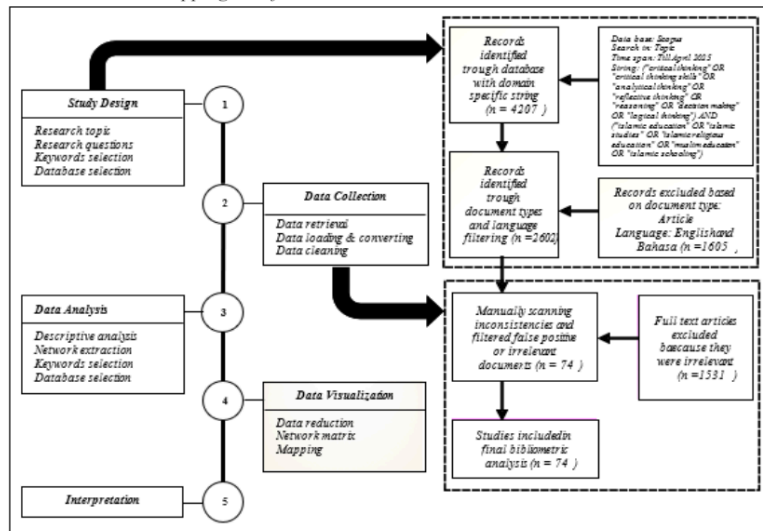 Study Design
Research topic
Research questions
Keywords selection
Database selection
1
2
Data Collection
Data retrieval
Data loading & converting
Data cleaning
Data Analysis
Descriptive analysis
Network extraction
Keywords selection
Database selection
3
4
Data Visualization
Data reduction
Network matrix
Mapping
Interpretation
5
Records
identified
trough database
with domain
specific string
(n = 4207 )
Data base: Scopus
Search in: Topic
Time span: Till April 2025
String: ("critical thinking" OR
"critical thinking skills" OR
"analytical thinking" OR
"reflective thinking" OR
"reasoning" OR "decision making"
OR "logical thinking") AND
("islamic education" OR "islamic
studies" OR "islamic religious
education" OR "muslim education"
OR "islamic schooling")
Records
identified
trough
document types
and language
filtering (n =2602)
Records excluded based
on document type:
Article
Language: Englishand
Bahasa (n =1605 ,
Manually scanning
inconsistencies and
filtered false positive
or irrelevant
documents (n = 74 )
Full text articles
excluded
baecause they
were irrelevant
(n =1531 )
Studies includedin
final bibliometric
analysis (n = 74 )